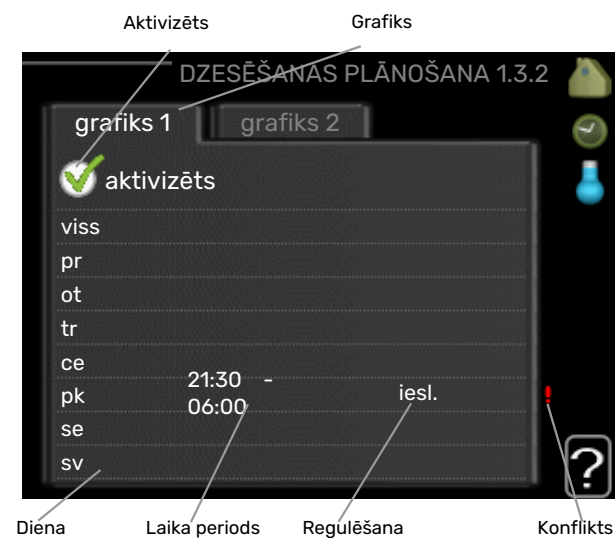 Aktivizēts Grafiks
DZESĒŠANAS PLĀNOŠANA 1.3.2
grafiks 1 grafiks 2
aktivizēts
viss
pr
ot
tr
ce
pk 21:30 - 06:00 iesl. !
se
sv
?
Diena Laika periods Regulēšana Konflikts